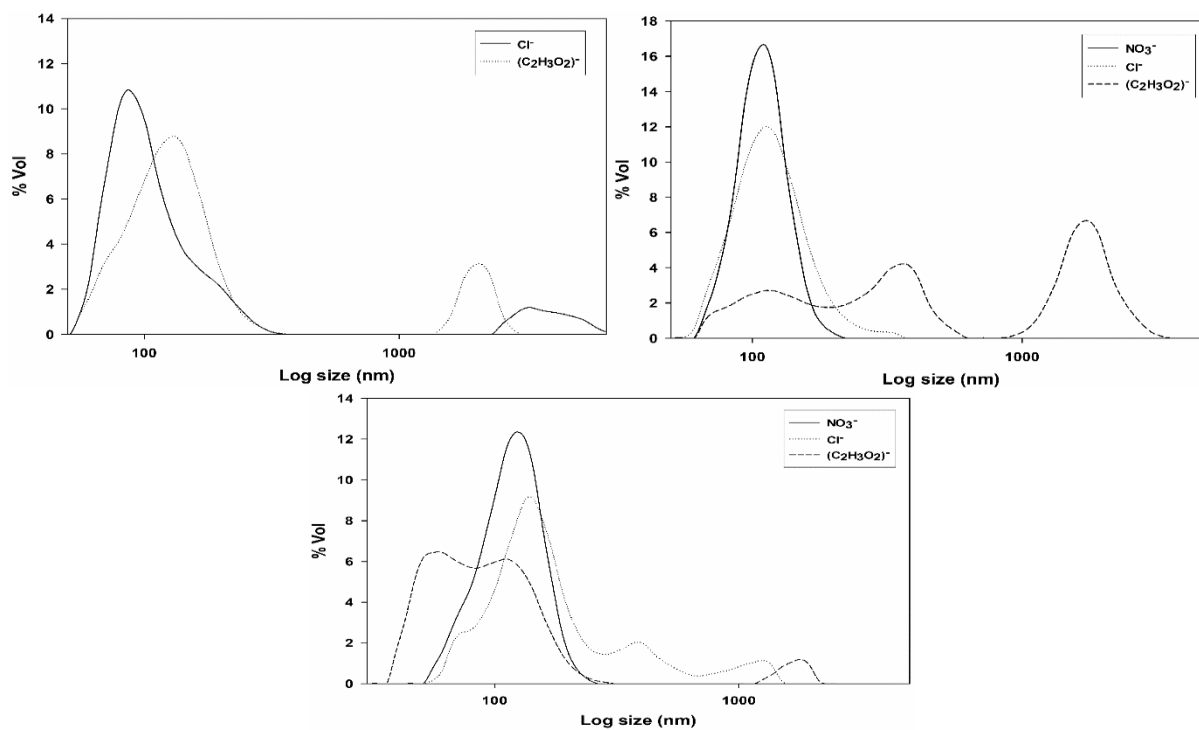 14
12
10
8
6
4
2
0
% Vol
100
1000
Log size (nm)
Cl⁻
(C₂H₃O₂)⁻
18
16
14
12
10
8
6
4
2
0
% Vol
100
1000
Log size (nm)
NO₃⁻
Cl⁻
(C₂H₃O₂)⁻
14
12
10
8
6
4
2
0
% Vol
100
1000
Log size (nm)
NO₃⁻
Cl⁻
(C₂H₃O₂)⁻